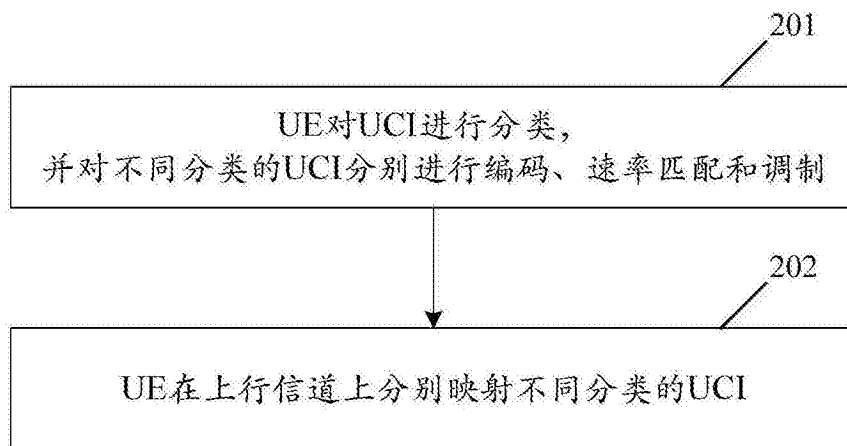 201
UE对UCI进行分类，
并对不同分类的UCI分别进行编码、速率匹配和调制
202
UE在上行信道上分别映射不同分类的UCI